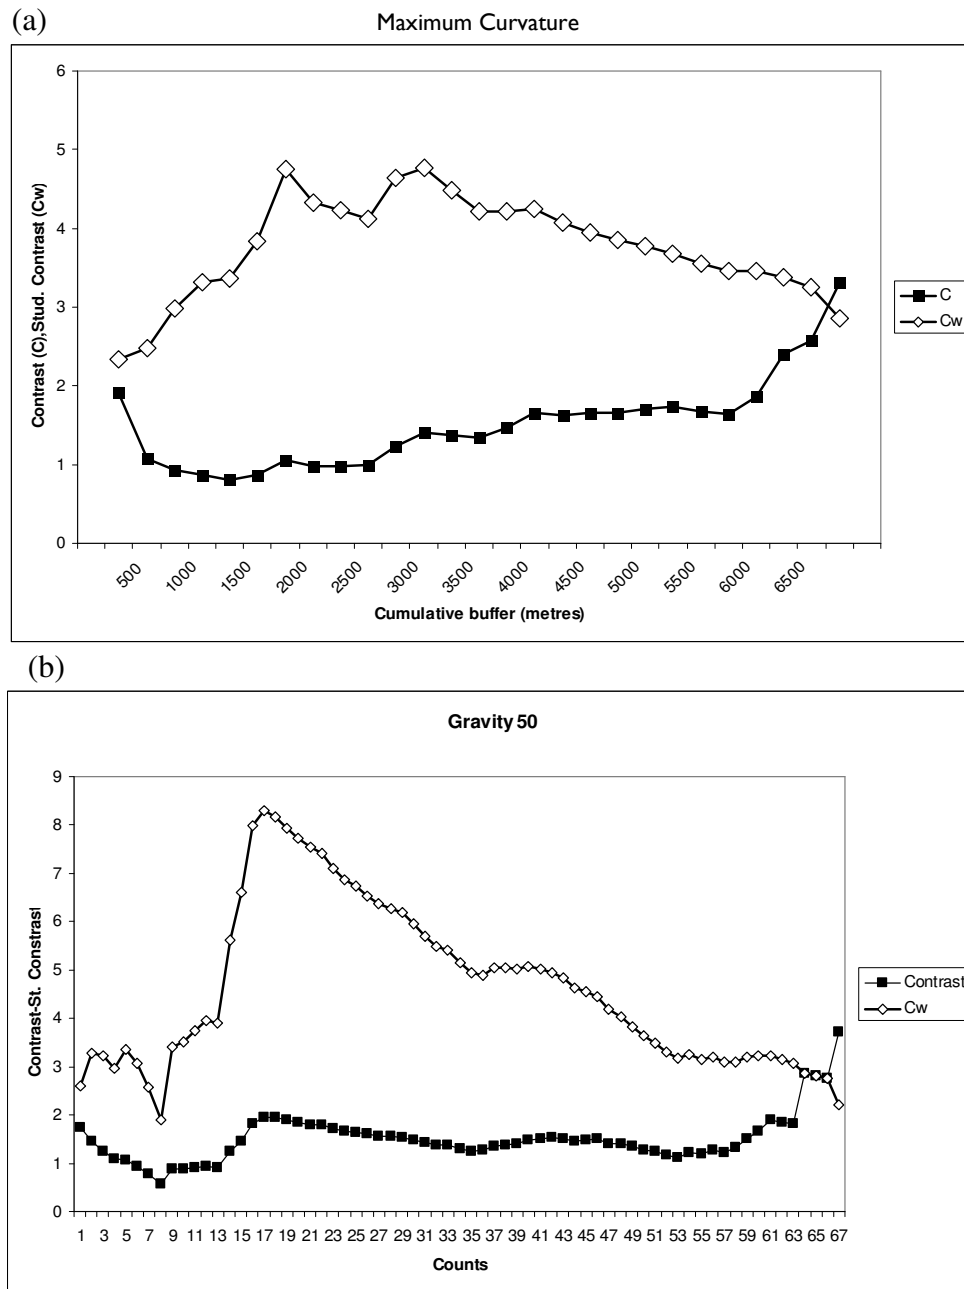 (a)
Maximum Curvature
6
5
4
3
2
1
0
Contrast (C),Stud. Contrast (Cw)
500 1000 1500 2000 2500 3000 3500 4000 4500 5000 5500 6000 6500
Cumulative buffer (metres)
C
Cw
(b)
Gravity 50
9
8
7
6
5
4
3
2
1
0
Contrast-St. Constrast
1 3 5 7 9 11 13 15 17 19 21 23 25 27 29 31 33 35 37 39 41 43 45 47 49 51 53 55 57 59 61 63 65 67
Counts
Contrast
Cw